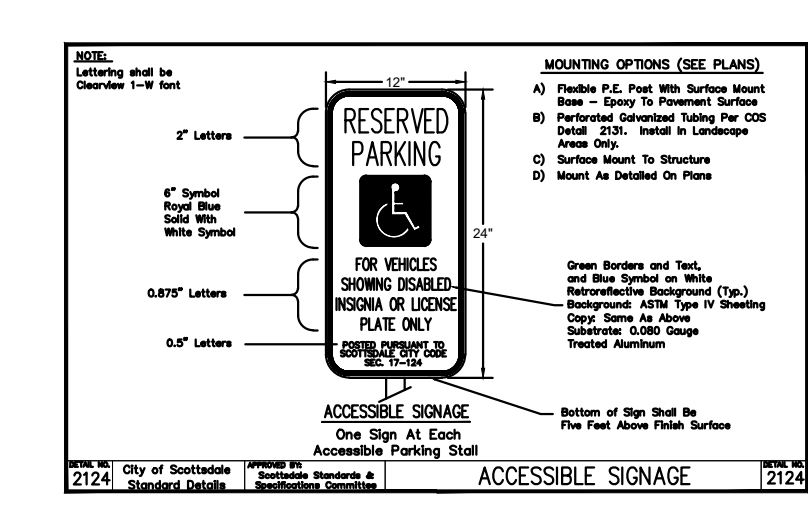 NOTE:
Lettering shall be
Clearview 1-W font
12"
MOUNTING OPTIONS (SEE PLANS)
A) Flexible P.E. Post With Surface Mount
Base - Epoxy To Pavement Surface
B) Perforated Galvanized Tubing Per COS
Detail 2131. Install In Landscape
Areas Only.
C) Surface Mount To Structure
D) Mount As Detailed On Plans
2" Letters
6" Symbol
Royal Blue
Solid With
White Symbol
0.875" Letters
0.5" Letters
RESERVED
PARKING
FOR VEHICLES
SHOWING DISABLED
INSIGNIA OR LICENSE
PLATE ONLY
POSTED PURSUANT TO
SCOTTSDALE CITY CODE
SEC. 17-124
24"
Green Borders and Text,
and Blue Symbol on White
Retroreflective Background (Typ.)
Background: ASTM Type IV Sheeting
Copy: Same As Above
Substrate: 0.080 Gauge
Treated Aluminum
Bottom of Sign Shall Be
Five Feet Above Finish Surface
ACCESSIBLE SIGNAGE
One Sign At Each
Accessible Parking Stall
DETAIL NO.
2124
City of Scottsdale
Standard Details
APPROVED BY:
Scottsdale Standards &
Specifications Committee
ACCESSIBLE SIGNAGE
DETAIL NO.
2124